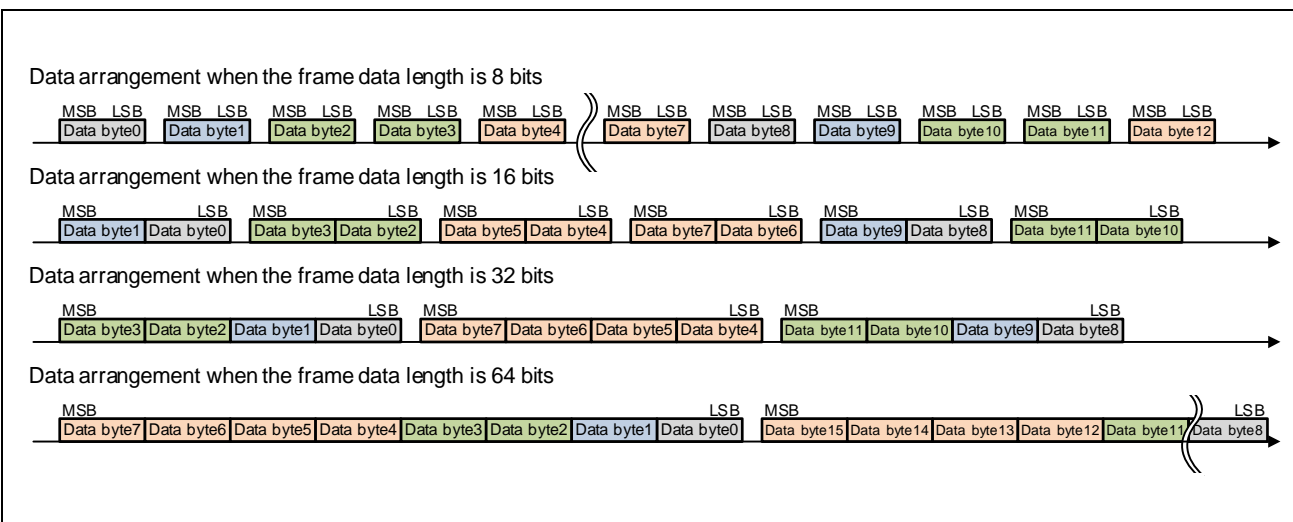 Data arrangement when the frame data length is 8 bits
MSB LSB MSB LSB MSB LSB MSB LSB MSB LSB MSB LSB MSB LSB MSB LSB MSB LSB MSB LSB MSB LSB
Data byte0 Data byte1 Data byte2 Data byte3 Data byte4 Data byte7 Data byte8 Data byte9 Data byte10 Data byte11 Data byte12
Data arrangement when the frame data length is 16 bits
MSB LSB MSB LSB MSB LSB MSB LSB MSB LSB MSB LSB
Data byte1 Data byte0 Data byte3 Data byte2 Data byte5 Data byte4 Data byte7 Data byte6 Data byte9 Data byte8 Data byte11 Data byte10
Data arrangement when the frame data length is 32 bits
MSB LSB MSB LSB MSB LSB
Data byte3 Data byte2 Data byte1 Data byte0 Data byte7 Data byte6 Data byte5 Data byte4 Data byte11 Data byte10 Data byte9 Data byte8
Data arrangement when the frame data length is 64 bits
MSB LSB MSB LSB
Data byte7 Data byte6 Data byte5 Data byte4 Data byte3 Data byte2 Data byte1 Data byte0 Data byte15 Data byte14 Data byte13 Data byte12 Data byte11 Data byte8